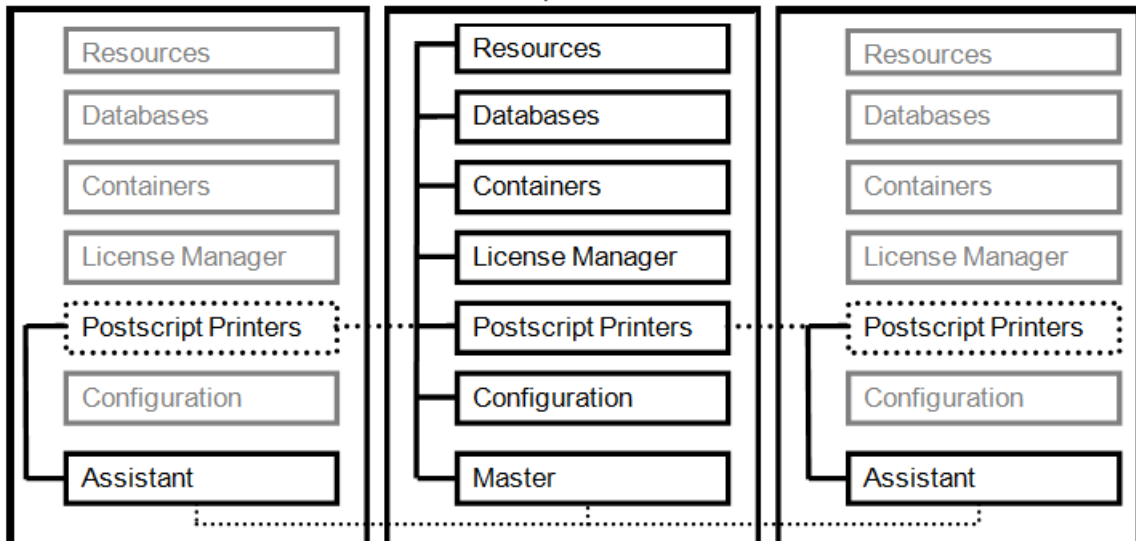 Resources
Databases
Containers
License Manager
Postscript Printers
Configuration
Assistant
Resources
Databases
Containers
License Manager
Postscript Printers
Configuration
Master
Resources
Databases
Containers
License Manager
Postscript Printers
Configuration
Assistant